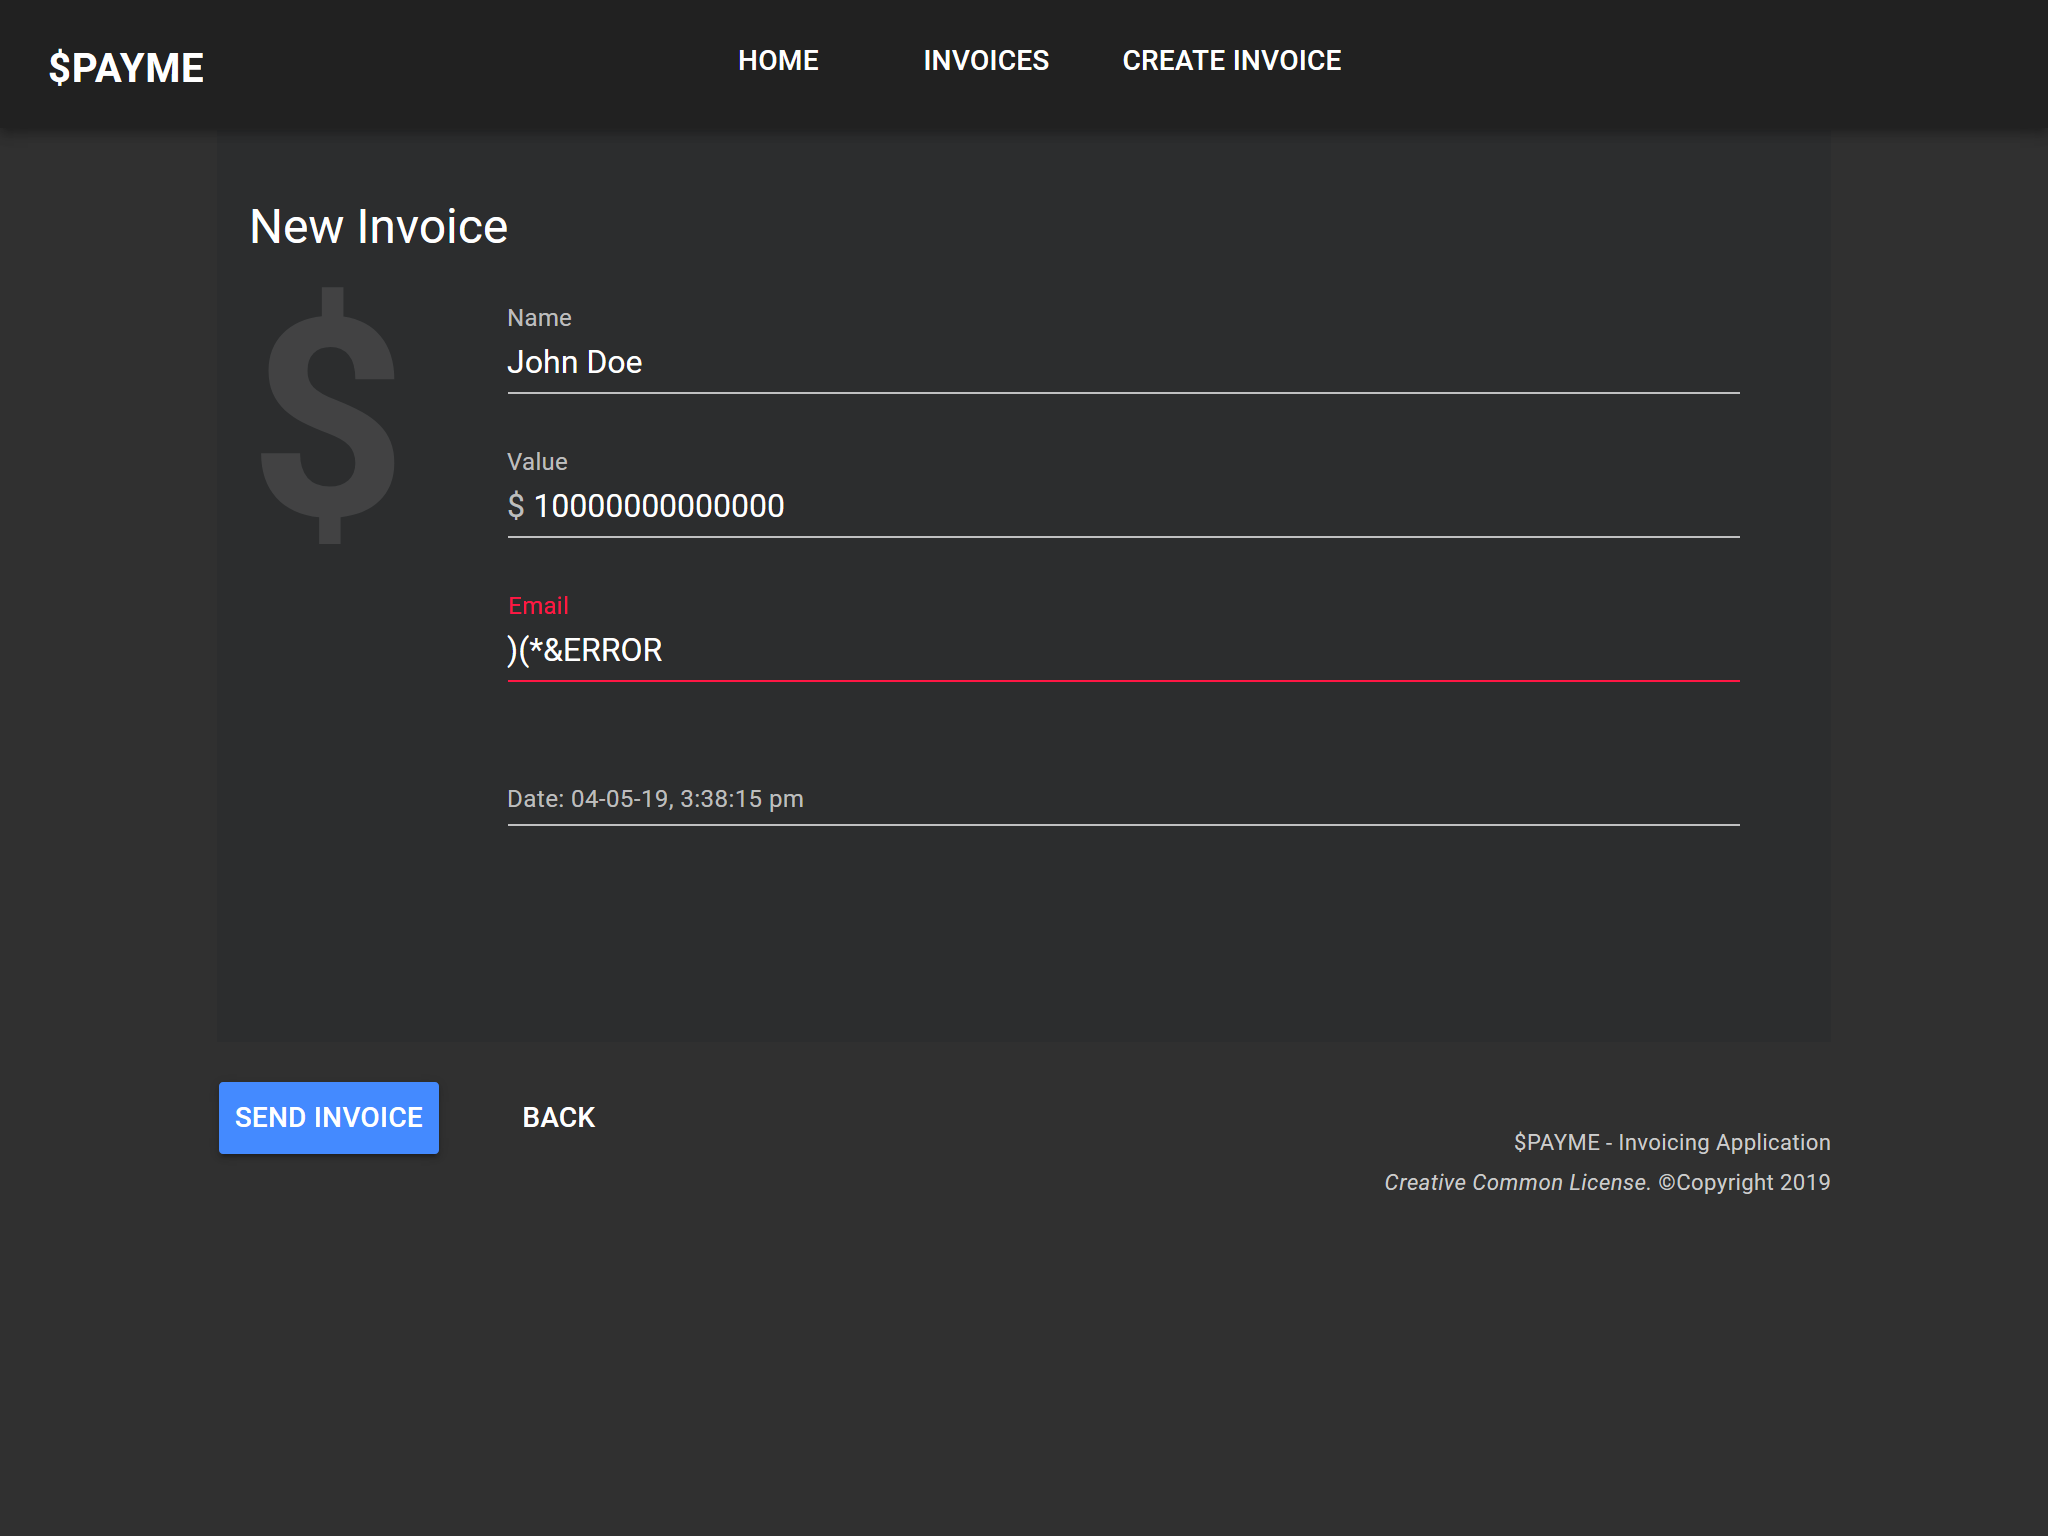 $PAYME
HOME INVOICES CREATE INVOICE
New Invoice
$
Name
John Doe
Value
$ 10000000000000
Email
)(*&ERROR
Date: 04-05-19, 3:38:15 pm
SEND INVOICE BACK
$PAYME - Invoicing Application
Creative Common License. ©Copyright 2019